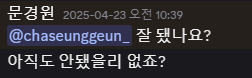 문경원 2025-04-23 오전 10:39
@chaseunggeun_ 잘 됐나요?
아직도 안됐을리 없죠?